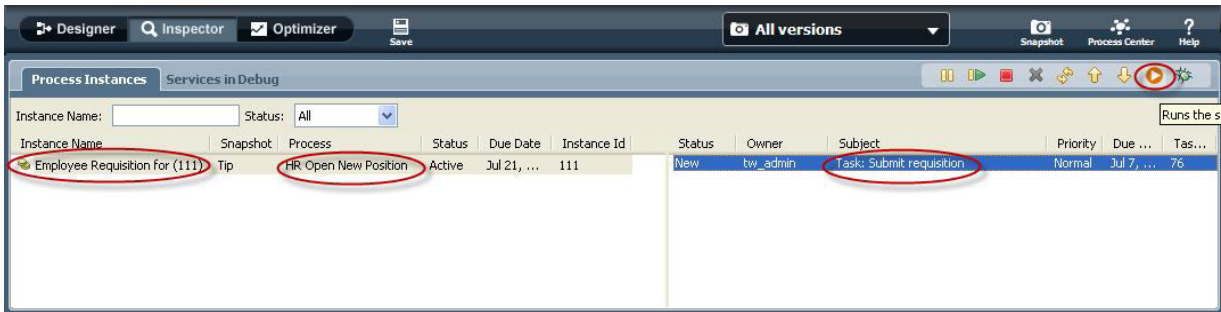 Designer Inspector Optimizer Save All versions Snapshot Process Center Help
Process Instances Services in Debug
Instance Name: Status: All Runs the s
Instance Name Snapshot Process Status Due Date Instance Id Status Owner Subject Priority Due ... Tas...
Employee Requisition for (111) Tip HR Open New Position Active Jul 21, ... 111 New tw_admin Task: Submit requisition Normal Jul 7, ... 76